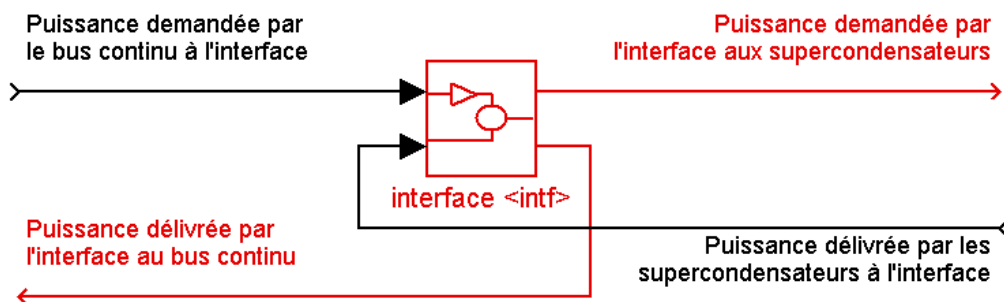 Puissance demandée par
le bus continu à l'interface
Puissance demandée par
l'interface aux supercondensateurs
interface <intf>
Puissance délivrée par
l'interface au bus continu
Puissance délivrée par les
supercondensateurs à l'interface